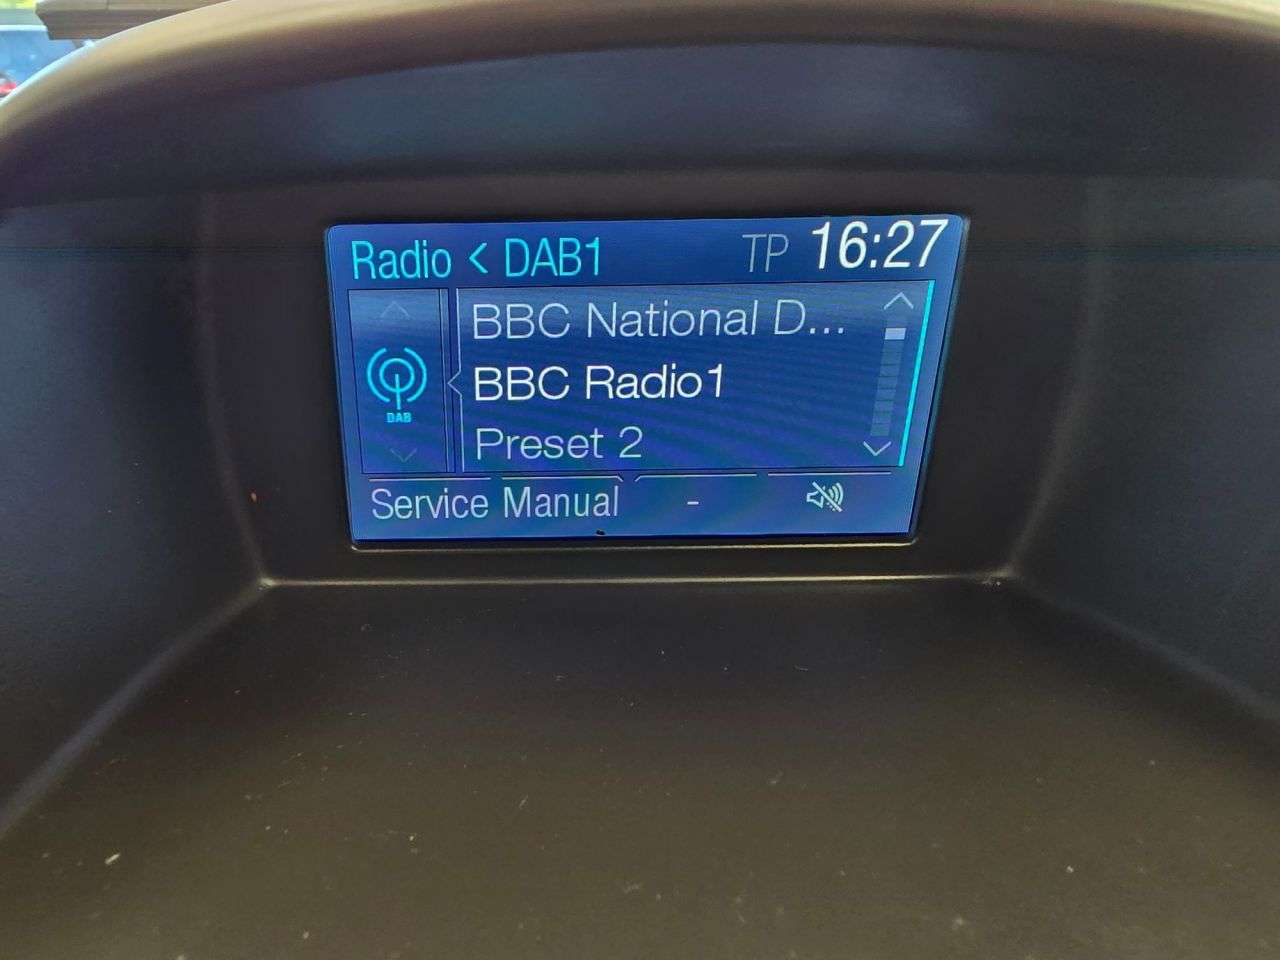 Radio < DAB1 TP 16:27
BBC National D...
BBC Radio1
DAB
Preset 2
Service Manual -